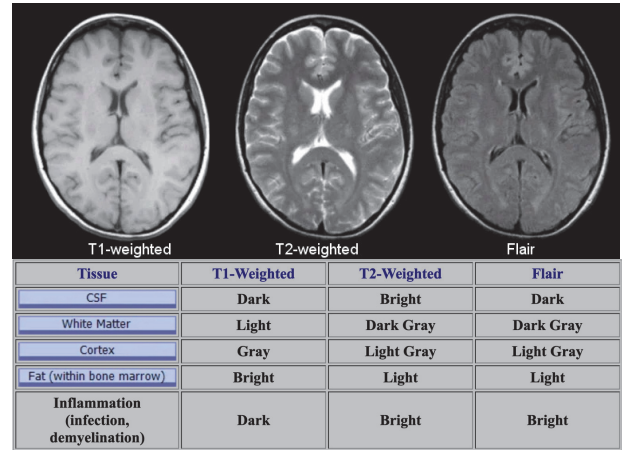 T1-weighted T2-weighted Flair
Tissue T1-Weighted T2-Weighted Flair
CSF Dark Bright Dark
White Matter Light Dark Gray Dark Gray
Cortex Gray Light Gray Light Gray
Fat (within bone marrow) Bright Light Light
Inflammation
(infection,
demyelination) Dark Bright Bright